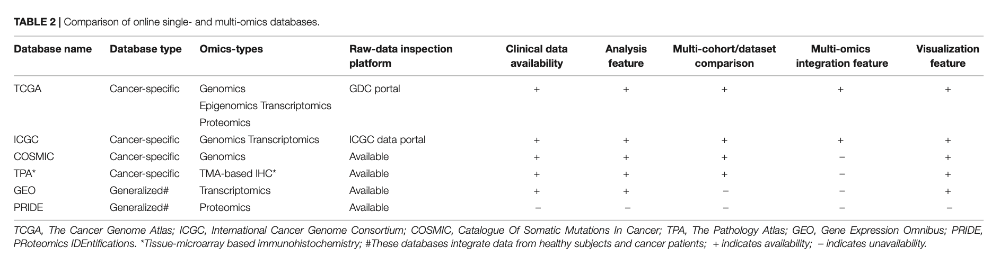 TABLE 2 | Comparison of online single- and multi-omics databases.
Database name Database type Omics-types Raw-data inspection platform Clinical data availability Analysis feature Multi-cohort/dataset comparison Multi-omics integration feature Visualization feature
TCGA Cancer-specific Genomics GDC portal + + + + +
Epigenomics Transcriptomics
Proteomics
ICGC Cancer-specific Genomics Transcriptomics ICGC data portal + + + + +
COSMIC Cancer-specific Genomics Available + + + – +
TPA* Cancer-specific TMA-based IHC* Available + + + – +
GEO Generalized# Transcriptomics Available + + – – +
PRIDE Generalized# Proteomics Available – – – – –
TCGA, The Cancer Genome Atlas; ICGC, International Cancer Genome Consortium; COSMIC, Catalogue Of Somatic Mutations In Cancer; TPA, The Pathology Atlas; GEO, Gene Expression Omnibus; PRIDE,
PRoteomics IDEntifications. *Tissue-microarray based immunohistochemistry; #These databases integrate data from healthy subjects and cancer patients; + indicates availability; – indicates unavailability.